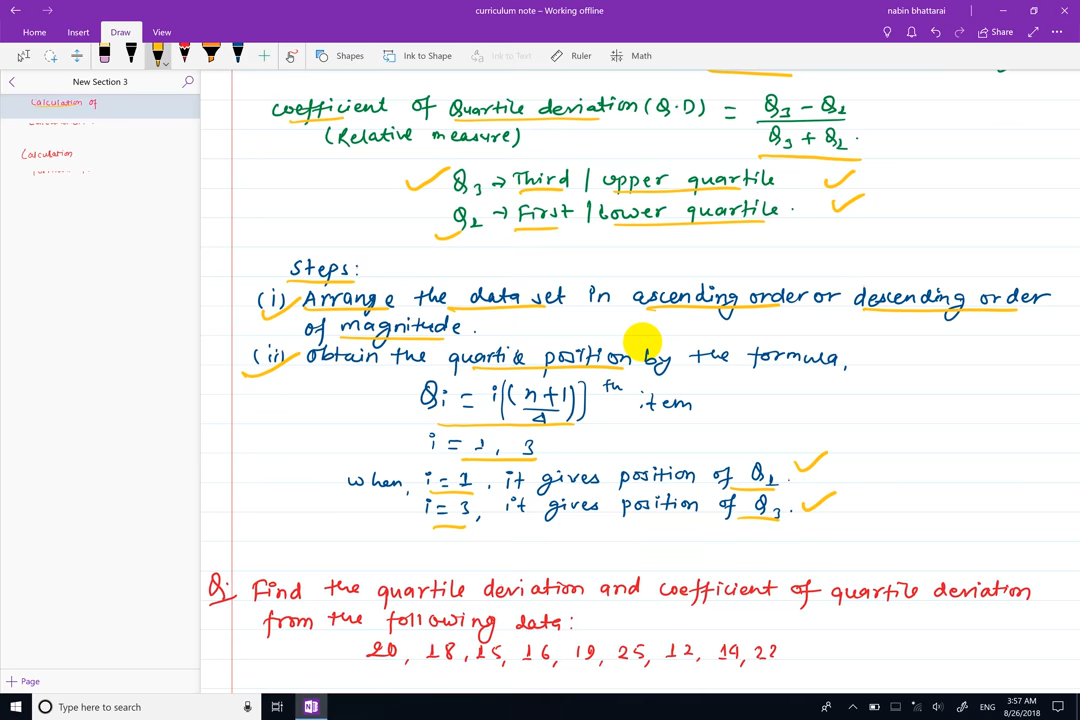 curriculum note – Working offline
nabin bhattarai
Home Insert Draw View
Share
Shapes Ink to Shape Ink to Text Ruler Math
New Section 3
Calculation of
Calculation
coefficient of Quartile deviation (Q.D) = Q3 - Q1 / Q3 + Q1 .
(Relative measure)
Q3 → Third / upper quartile
Q1 → First / Lower quartile .
Steps:
(i) Arrange the data set in ascending order or descending order
of magnitude .
(ii) Obtain the quartile position by the formula,
Qi = i[(n+1/4)]th item
i = 1, 3
when, i = 1, it gives position of Q1 .
i = 3, it gives position of Q3 .
Q: Find the quartile deviation and coefficient of quartile deviation
from the following data:
20, 18, 15, 16, 19, 25, 12, 14, 22
+ Page
Type here to search
ENG
3:57 AM
8/26/2018